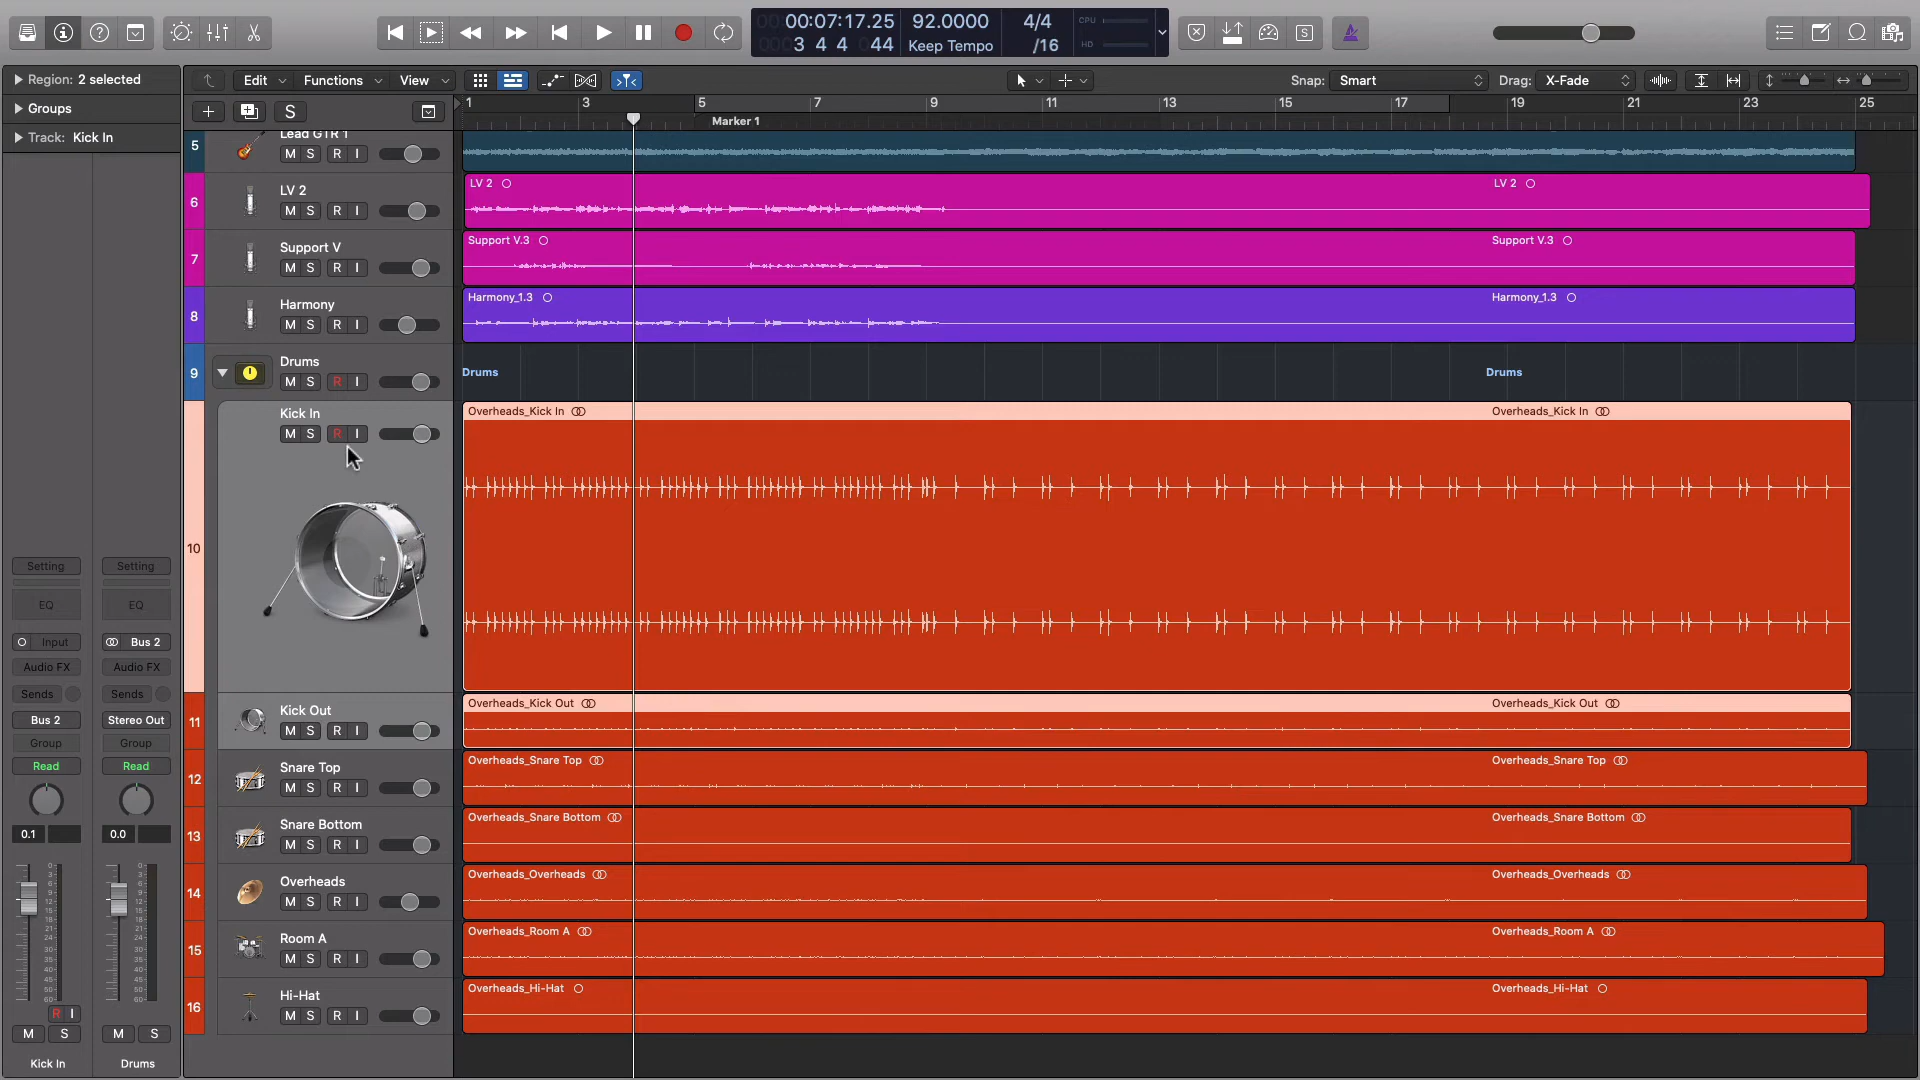 00:07:17.25
3 4 4 44
92.0000
Keep Tempo
4/4
/16
CPU
HD
S
Region: 2 selected
Groups
Track: Kick In
Edit
Functions
View
Snap: Smart
Drag: X-Fade
S
1 3 5 7 9 11 13 15 17 19 21 23 25
Marker 1
5 Lead GTR 1
M S R I
6 LV 2
M S R I
LV 2
LV 2
7 Support V
M S R I
Support V.3
Support V.3
8 Harmony
M S R I
Harmony_1.3
Harmony_1.3
9 Drums
M S R I
Drums
Drums
10 Kick In
M S R I
Overheads_Kick In
Overheads_Kick In
11 Kick Out
M S R I
Overheads_Kick Out
Overheads_Kick Out
12 Snare Top
M S R I
Overheads_Snare Top
Overheads_Snare Top
13 Snare Bottom
M S R I
Overheads_Snare Bottom
Overheads_Snare Bottom
14 Overheads
M S R I
Overheads_Overheads
Overheads_Overheads
15 Room A
M S R I
Overheads_Room A
Overheads_Room A
16 Hi-Hat
M S R I
Overheads_Hi-Hat
Overheads_Hi-Hat
Setting
EQ
Input
Audio FX
Sends
Bus 2
Group
Read
0.1
R I
M S
Kick In
Setting
EQ
Bus 2
Audio FX
Sends
Stereo Out
Group
Read
0.0
M S
Drums